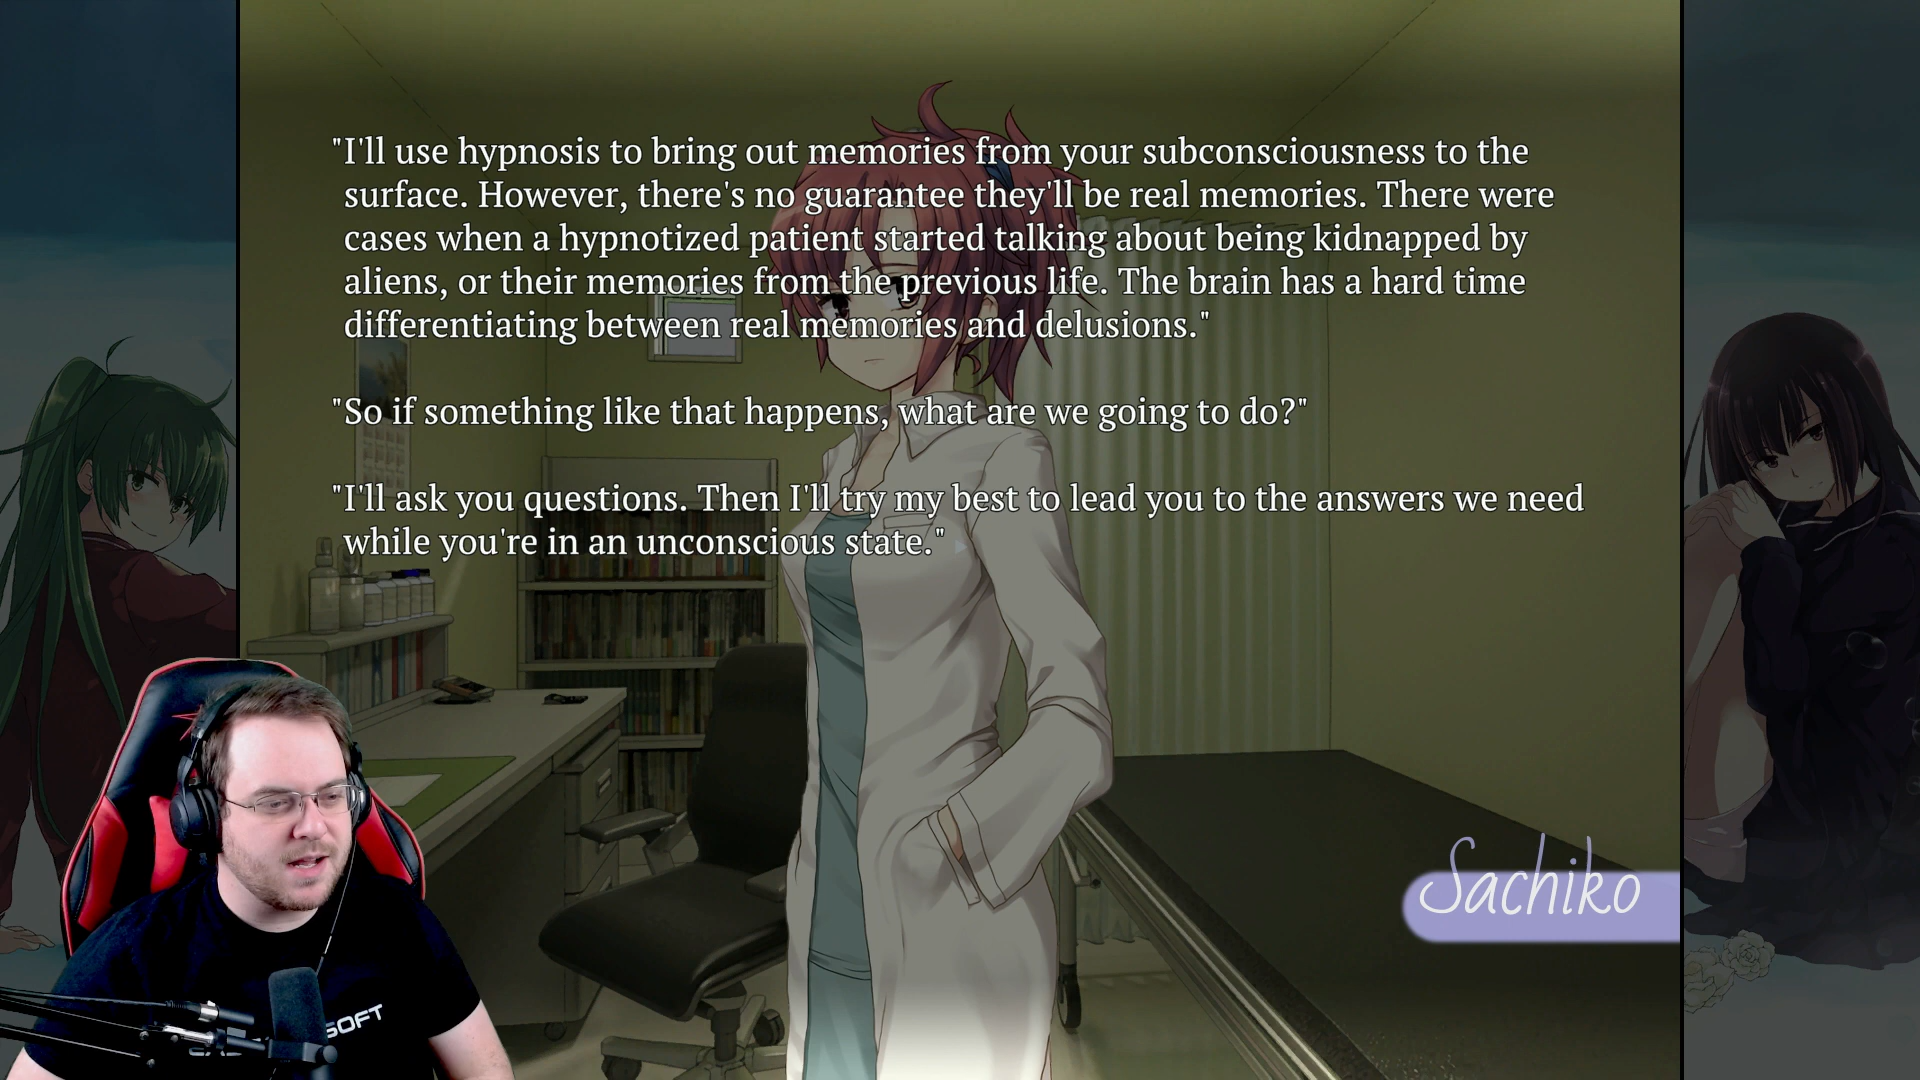 "I'll use hypnosis to bring out memories from your subconsciousness to the
surface. However, there's no guarantee they'll be real memories. There were
cases when a hypnotized patient started talking about being kidnapped by
aliens, or their memories from the previous life. The brain has a hard time
differentiating between real memories and delusions."
"So if something like that happens, what are we going to do?"
"I'll ask you questions. Then I'll try my best to lead you to the answers we need
while you're in an unconscious state."
Sachiko
SOFT